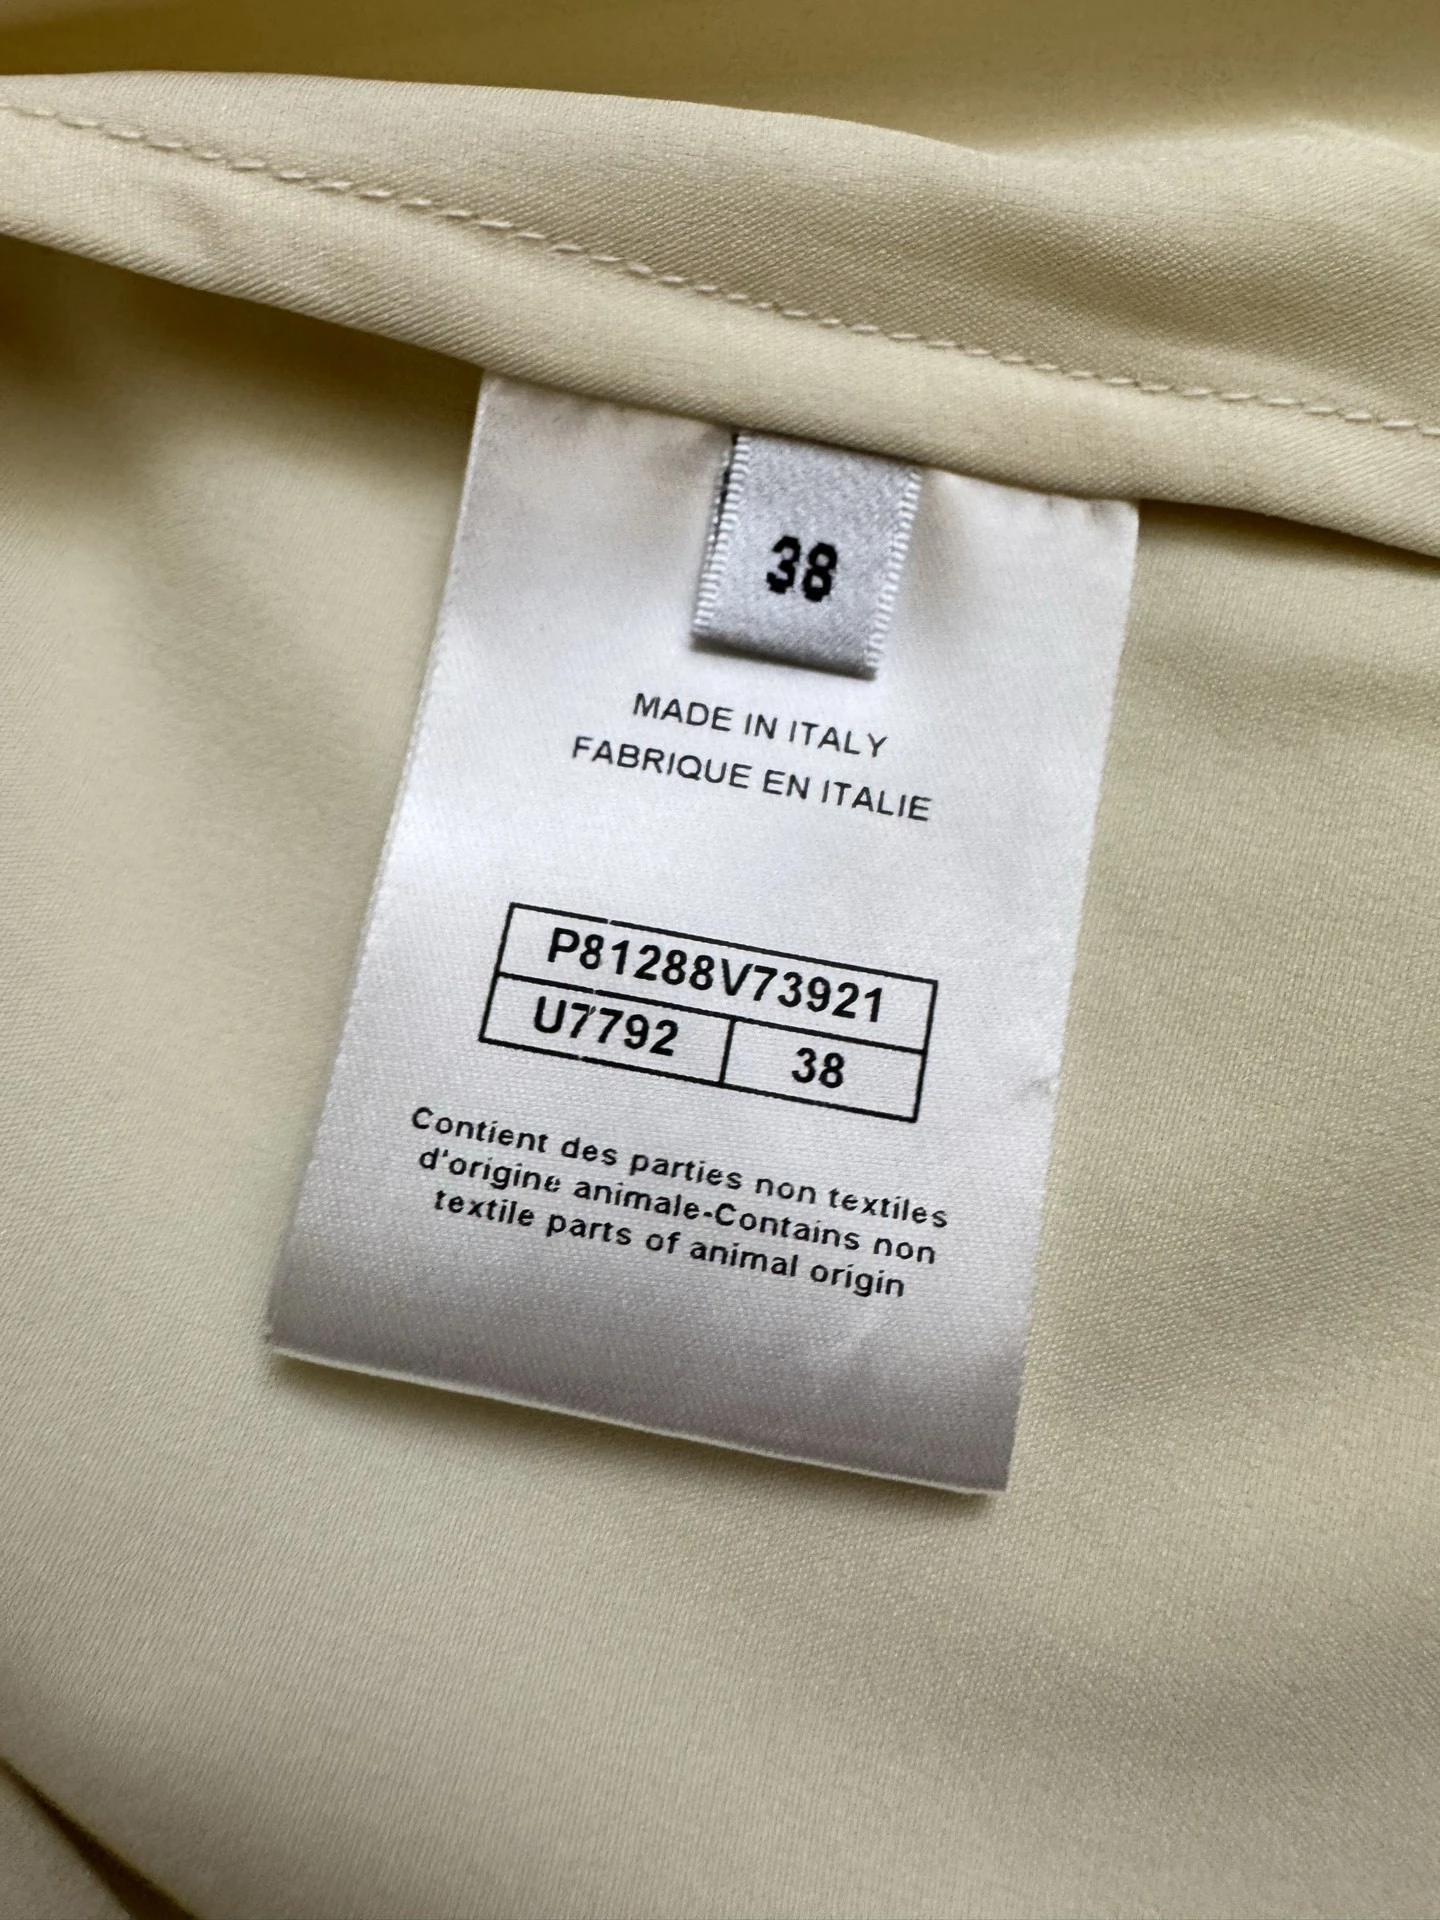 38
MADE IN ITALY
FABRIQUE EN ITALIE
P81288V73921
U7792 38
Contient des parties non textiles
d'origine animale-Contains non
textile parts of animal origin